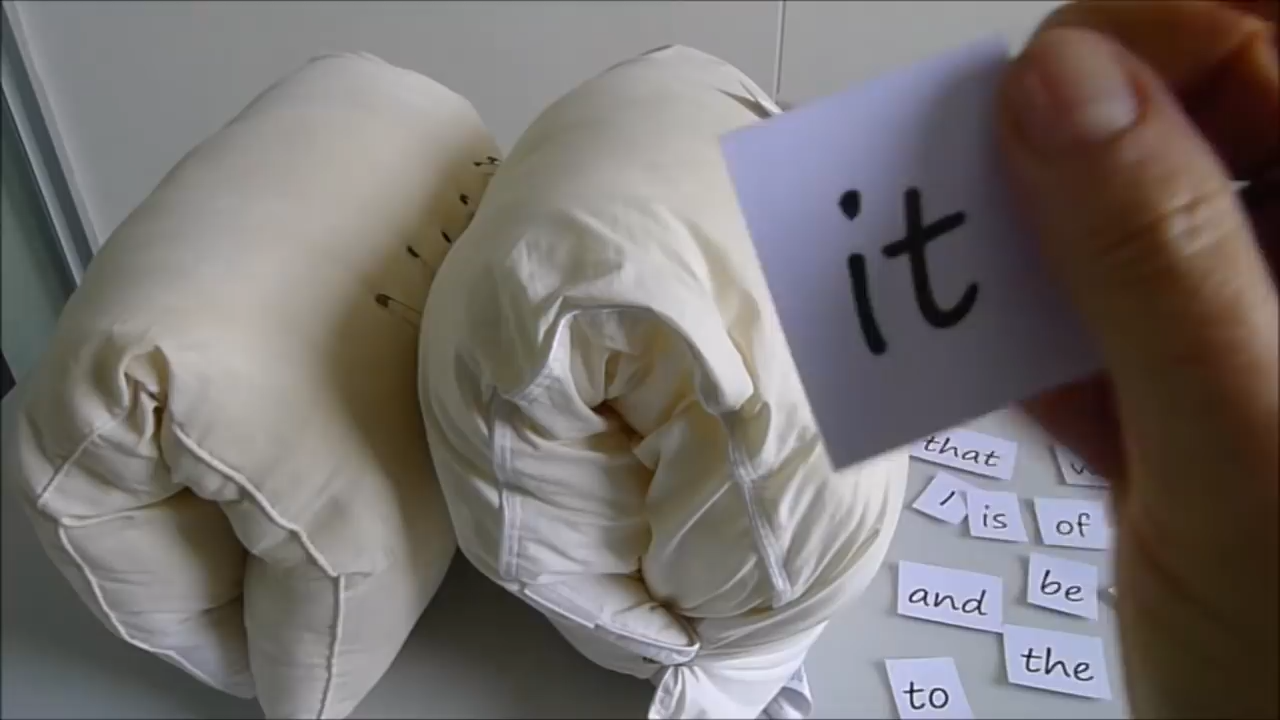 it
that
I is of
and be
the
to